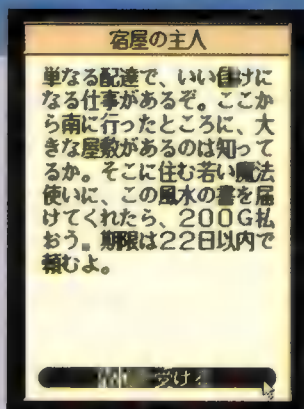 宿屋の主人
単なる配達で、いい儲けに
なる仕事があるぞ。ここか
ら南に行ったところに、大
きな屋敷があるのは知って
るか。そこに住む若い魔法
使いに、この風水の書を届
けてくれたら、200G払
おう。期限は22日以内で
頼むよ。
受け